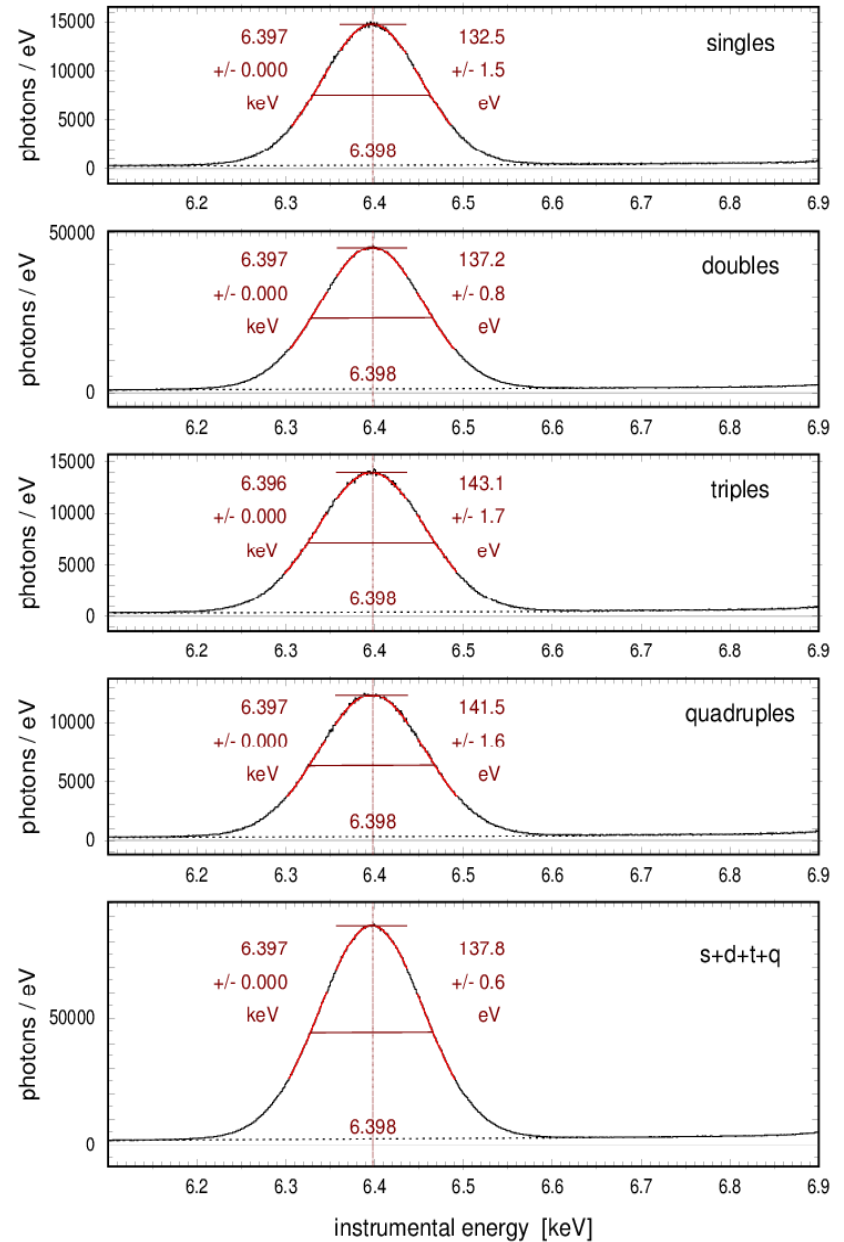 photons / eV
15000
10000
5000
0
6.397
+/- 0.000
keV
132.5
+/- 1.5
eV
singles
6.398
6.2 6.3 6.4 6.5 6.6 6.7 6.8 6.9
photons / eV
50000
0
6.397
+/- 0.000
keV
137.2
+/- 0.8
eV
doubles
6.398
6.2 6.3 6.4 6.5 6.6 6.7 6.8 6.9
photons / eV
15000
10000
5000
0
6.396
+/- 0.000
keV
143.1
+/- 1.7
eV
triples
6.398
6.2 6.3 6.4 6.5 6.6 6.7 6.8 6.9
photons / eV
10000
5000
0
6.397
+/- 0.000
keV
141.5
+/- 1.6
eV
quadruples
6.398
6.2 6.3 6.4 6.5 6.6 6.7 6.8 6.9
photons / eV
50000
0
6.397
+/- 0.000
keV
137.8
+/- 0.6
eV
s+d+t+q
6.398
6.2 6.3 6.4 6.5 6.6 6.7 6.8 6.9
instrumental energy [keV]